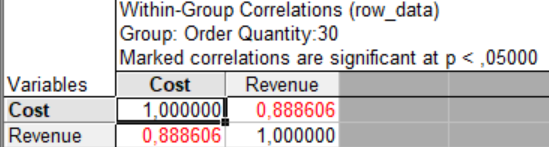 Within-Group Correlations (row_data)
Group: Order Quantity:30
Marked correlations are significant at p < ,05000
Variables Cost Revenue
Cost 1,000000 0,888606
Revenue 0,888606 1,000000